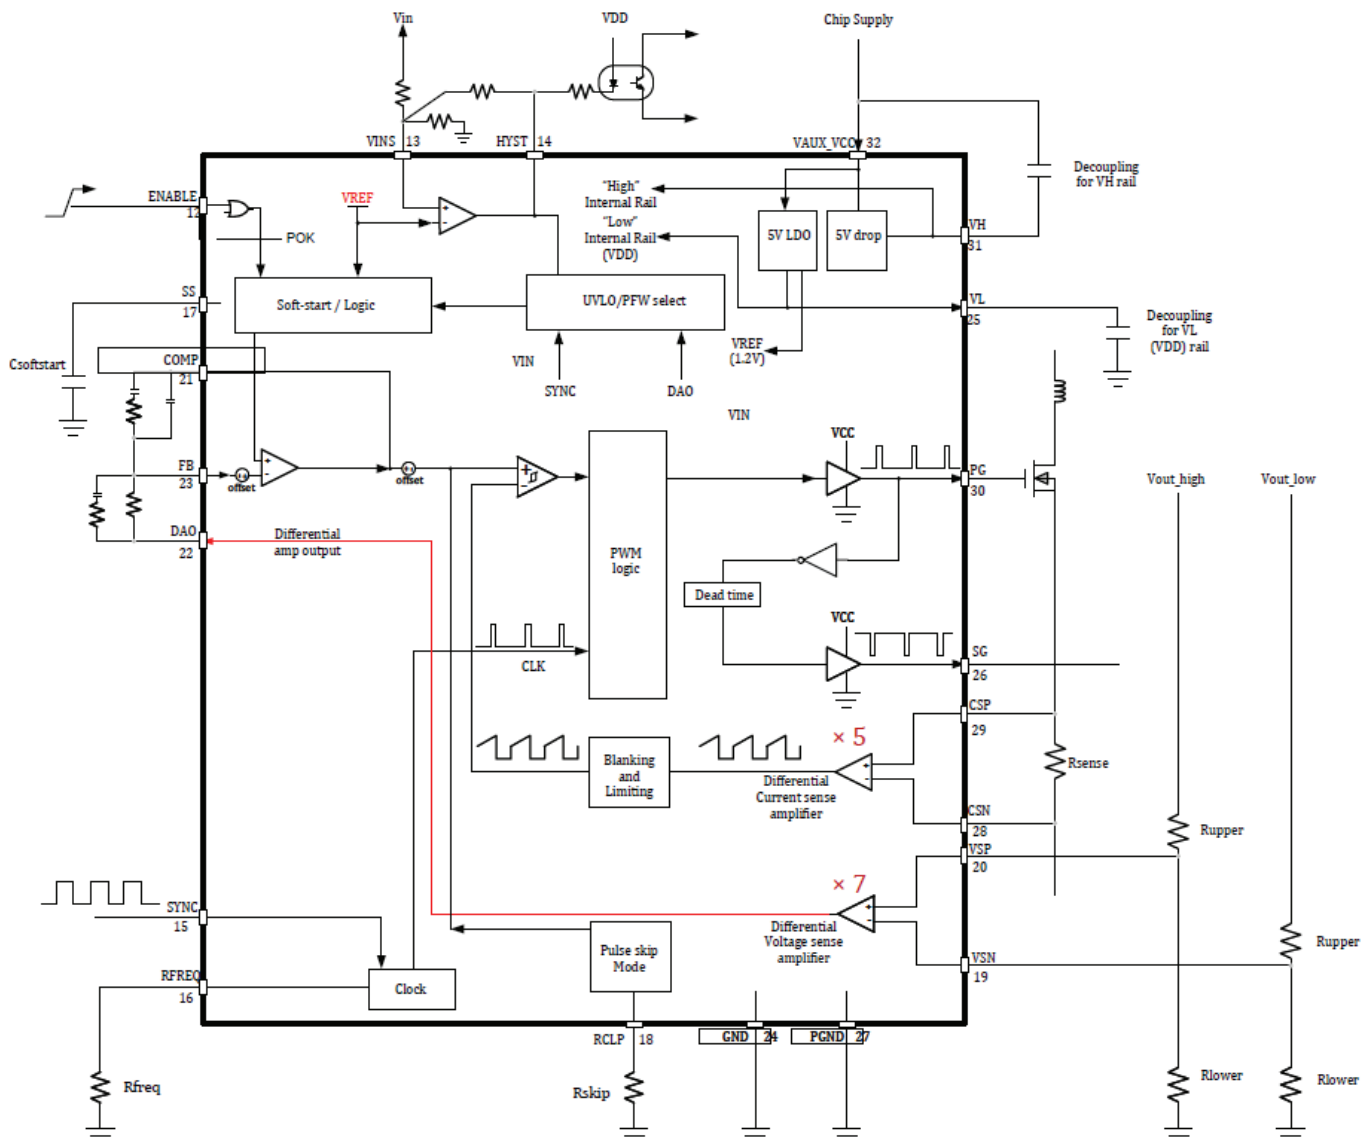 Vin
VDD
Chip Supply
VINS 13
HYST 14
VAUX_VCC 32
Decoupling
for VH rail
ENABLE
12
VREF
"High"
Internal Rail
"Low"
Internal Rail
(VDD)
POK
5V LDO
5V drop
VH
31
SS
17
Soft-start / Logic
UVLO/PFW select
VL
25
Decoupling
for VL
(VDD) rail
VREF
(1.2V)
Csoftstart
COMP
21
VIN
SYNC
DAO
VIN
VCC
FB
23
offset
offset
PG
30
Vout_high
Vout_low
DAO
22
Differential
amp output
PWM
logic
Dead time
VCC
CLK
SG
26
CSP
29
× 5
Blanking
and
Limiting
Differential
Current sense
amplifier
Rsense
CSN
28
Rupper
VSP
20
× 7
SYNC
15
Differential
Voltage sense
amplifier
Pulse skip
Mode
Rupper
VSN
19
RFREQ
16
Clock
RCLP 18
GND 24
PGND 27
Rfreq
Rskip
Rlower
Rlower